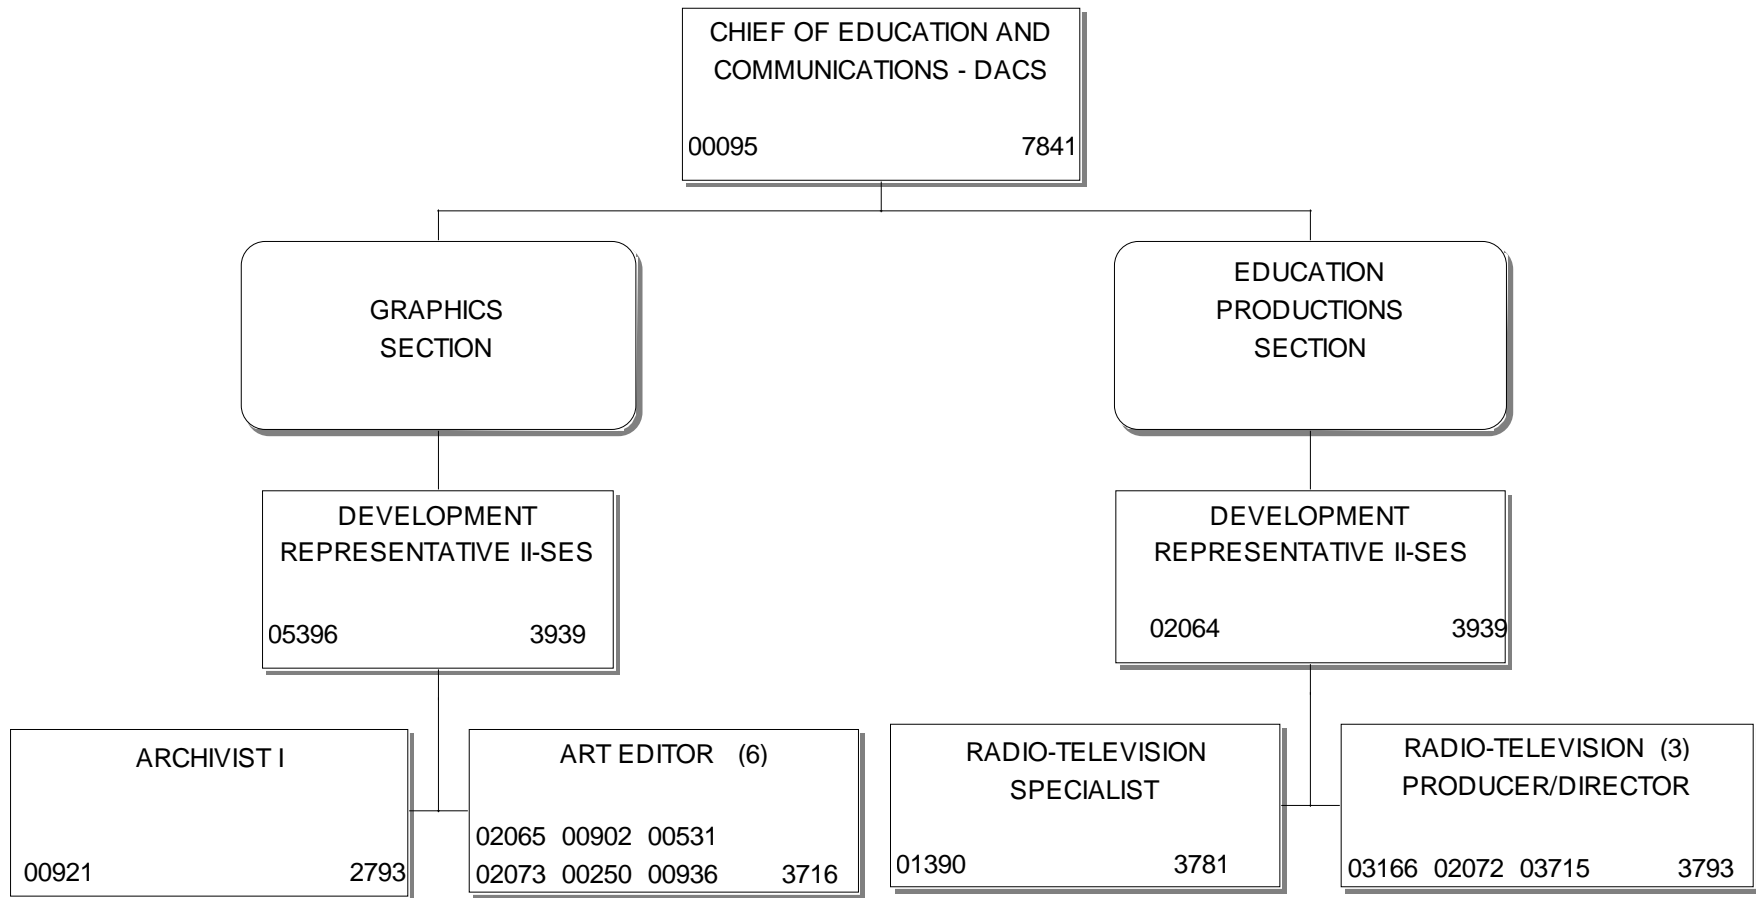 CHIEF OF EDUCATION AND
COMMUNICATIONS - DACS
00095 7841
GRAPHICS
SECTION
EDUCATION
PRODUCTIONS
SECTION
DEVELOPMENT
REPRESENTATIVE II-SES
05396 3939
DEVELOPMENT
REPRESENTATIVE II-SES
02064 3939
ARCHIVIST I
00921 2793
ART EDITOR (6)
02065 00902 00531
02073 00250 00936 3716
RADIO-TELEVISION
SPECIALIST
01390 3781
RADIO-TELEVISION (3)
PRODUCER/DIRECTOR
03166 02072 03715 3793